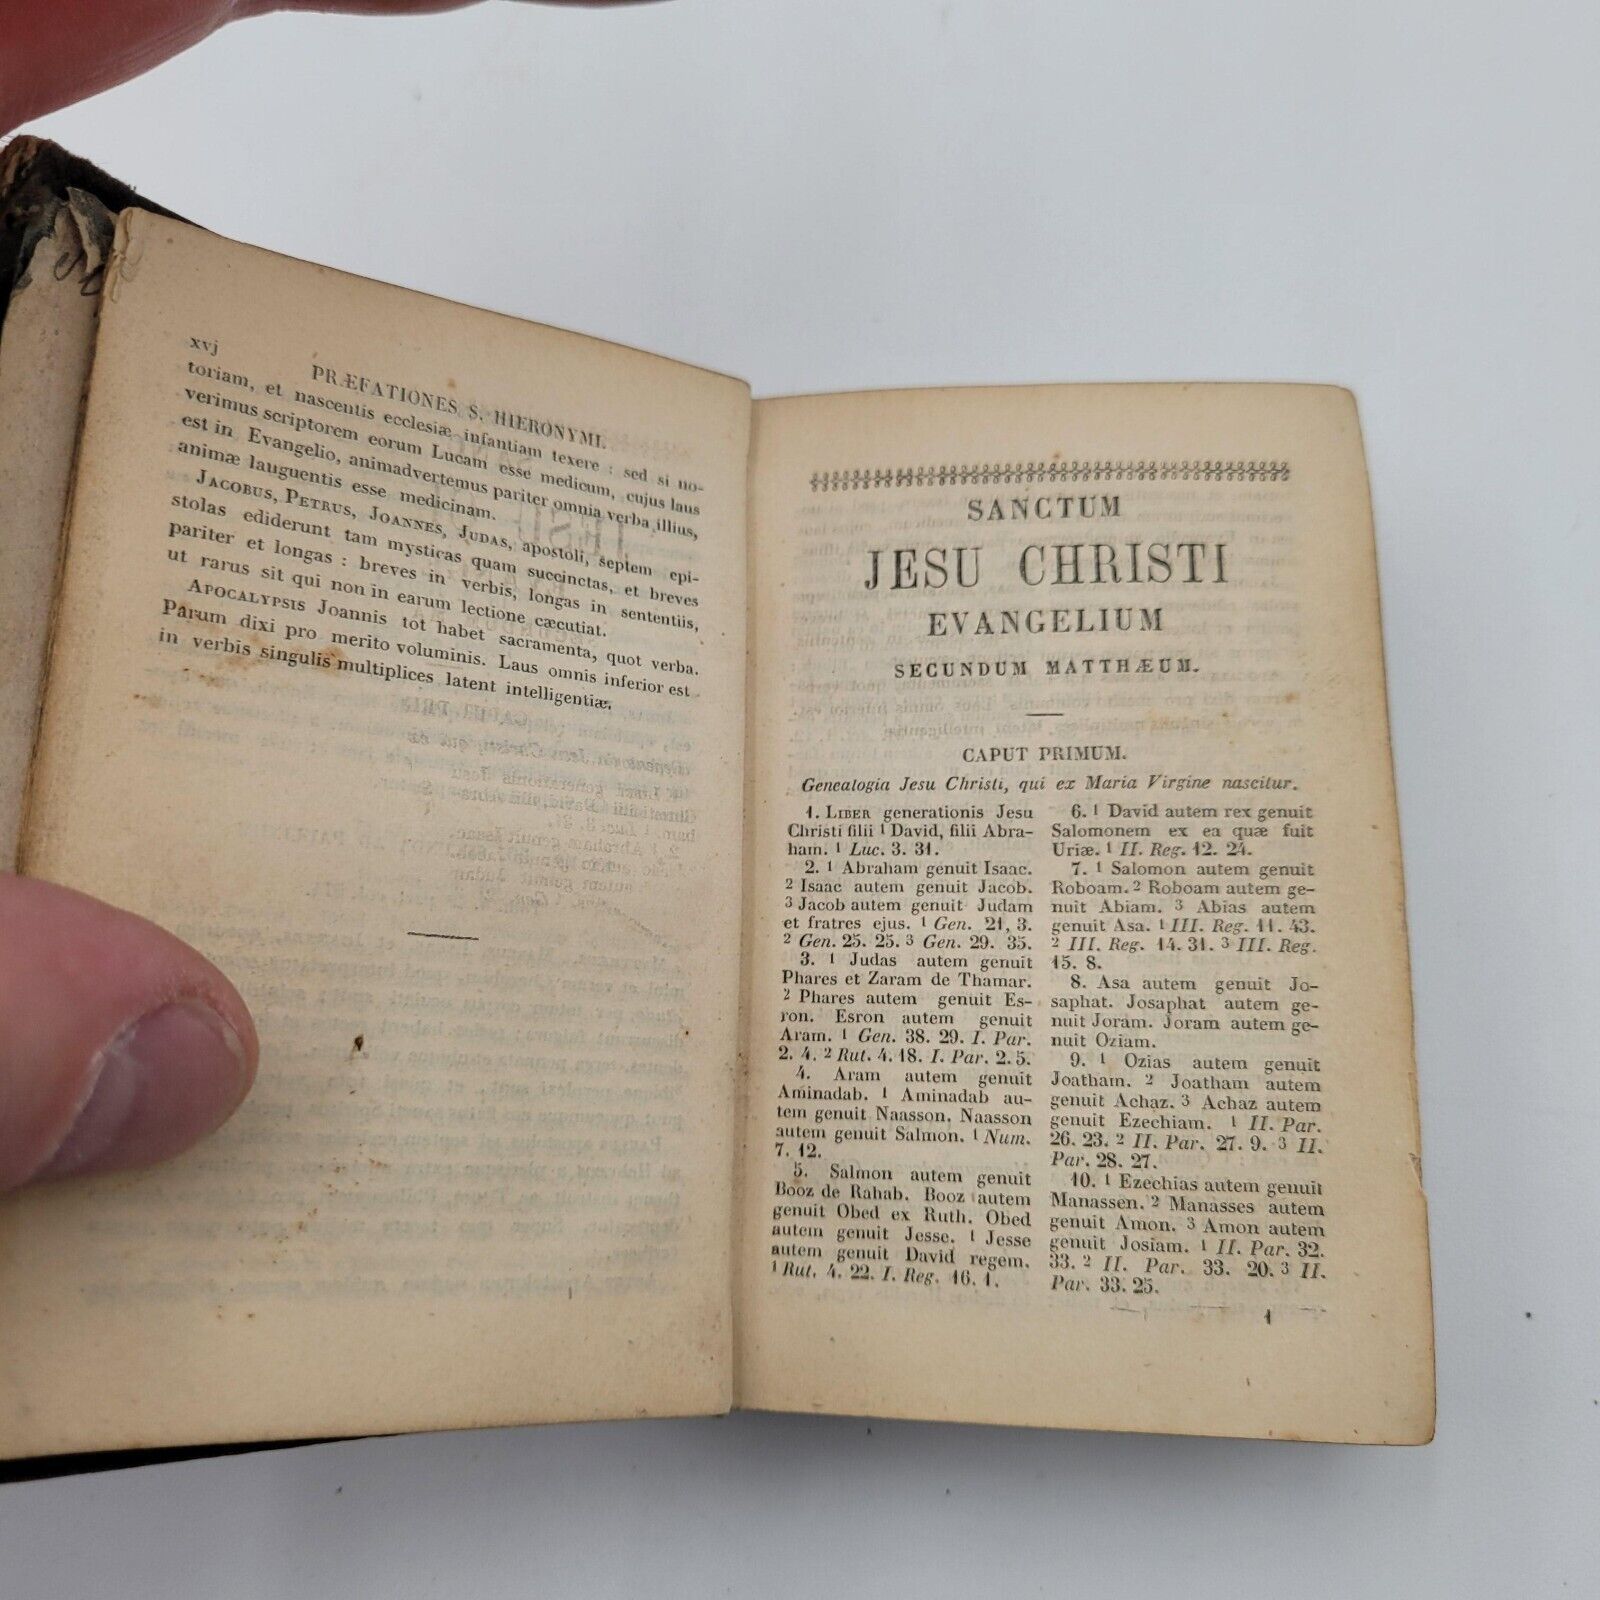 xvj
PRÆFATIONES S. HIERONYMI.
toriam, et nascentis ecclesiæ infantiam texere : sed si no-
verimus scriptorem eorum Lucam esse medicum, cujus laus
est in Evangelio, animadvertemus pariter omnia verba illius,
animæ languentis esse medicinam.
JACOBUS, PETRUS, JOANNES, JUDAS, apostoli, septem epi-
stolas ediderunt tam mysticas quam succinctas, et breves
pariter et longas : breves in verbis, longas in sententiis,
ut rarus sit qui non in earum lectione cæcutiat.
APOCALYPSIS Joannis tot habet sacramenta, quot verba.
Parum dixi pro merito voluminis. Laus omnis inferior est
in verbis singulis multiplices latent intelligentiæ.
SANCTUM
JESU CHRISTI
EVANGELIUM
SECUNDUM MATTHÆUM.
CAPUT PRIMUM.
Genealogia Jesu Christi, qui ex Maria Virgine nascitur.
1. LIBER generationis Jesu
Christi filii 1 David, filii Abra-
ham. 1 Luc. 3. 31.
2. 1 Abraham genuit Isaac.
2 Isaac autem genuit Jacob.
3 Jacob autem genuit Judam
et fratres ejus. 1 Gen. 21, 3.
2 Gen. 25. 25. 3 Gen. 29. 35.
3. 1 Judas autem genuit
Phares et Zaram de Thamar.
2 Phares autem genuit Es-
ron. Esron autem genuit
Aram. 1 Gen. 38. 29. I. Par.
2. 4. 2 Rut. 4. 18. I. Par. 2. 5.
4. Aram autem genuit
Aminadab. 1 Aminadab au-
tem genuit Naasson. Naasson
autem genuit Salmon. 1 Num.
7. 12.
5. Salmon autem genuit
Booz de Rahab. Booz autem
genuit Obed ex Ruth. Obed
autem genuit Jesse. 1 Jesse
autem genuit David regem.
1 Rut. 4. 22. I. Reg. 16. 1.
6. 1 David autem rex genuit
Salomonem ex ea quæ fuit
Uriæ. 1 II. Reg. 12. 24.
7. 1 Salomon autem genuit
Roboam. 2 Roboam autem ge-
nuit Abiam. 3 Abias autem
genuit Asa. 1 III. Reg. 11. 43.
2 III. Reg. 14. 31. 3 III. Reg.
15. 8.
8. Asa autem genuit Jo-
saphat. Josaphat autem ge-
nuit Joram. Joram autem ge-
nuit Oziam.
9. 1 Ozias autem genuit
Joatham. 2 Joatham autem
genuit Achaz. 3 Achaz autem
genuit Ezechiam. 1 II. Par.
26. 23. 2 II. Par. 27. 9. 3 II.
Par. 28. 27.
10. 1 Ezechias autem genuit
Manassen. 2 Manasses autem
genuit Amon. 3 Amon autem
genuit Josiam. 1 II. Par. 32.
33. 2 II. Par. 33. 20. 3 II.
Par. 33. 25.
1